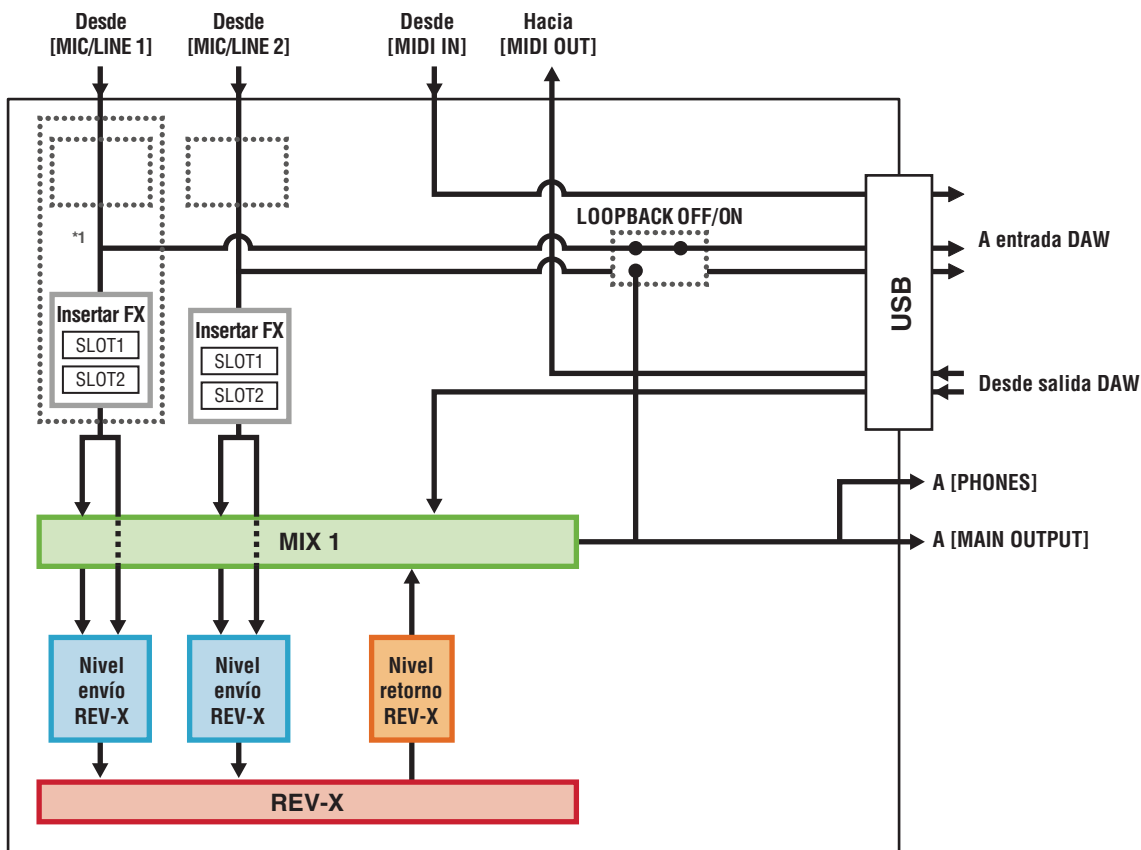 Desde
[MIC/LINE 1]
Desde
[MIC/LINE 2]
Desde
[MIDI IN]
Hacia
[MIDI OUT]
LOOPBACK OFF/ON
*1
USB
A entrada DAW
Desde salida DAW
Insertar FX
SLOT1
SLOT2
Insertar FX
SLOT1
SLOT2
A [PHONES]
MIX 1
A [MAIN OUTPUT]
Nivel
envío
REV-X
Nivel
envío
REV-X
Nivel
retorno
REV-X
REV-X